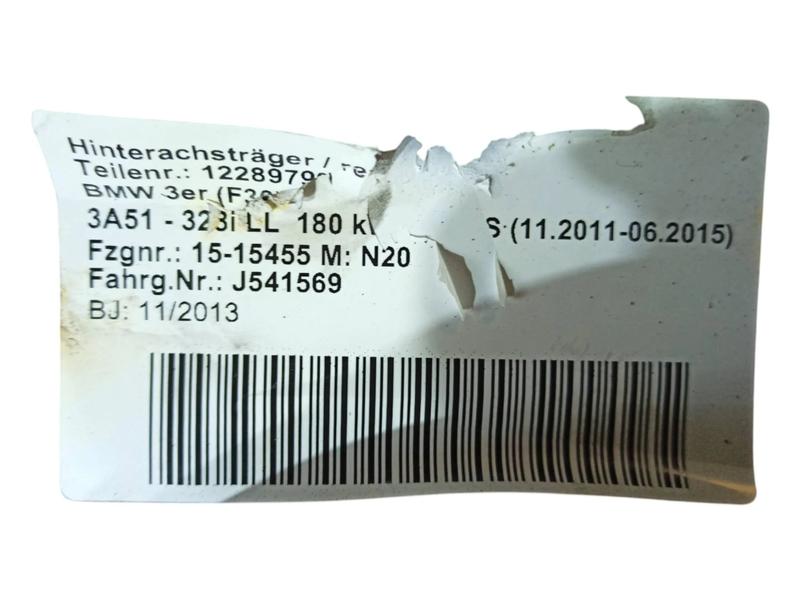 Hinterachsträger /
Teilenr.:
BMW 3er
3A51 - 328i LL 180 (11.2011-06.2015)
Fzgnr.: 15-15455 M: N20
Fahrg.Nr.: J541569
BJ: 11/2013